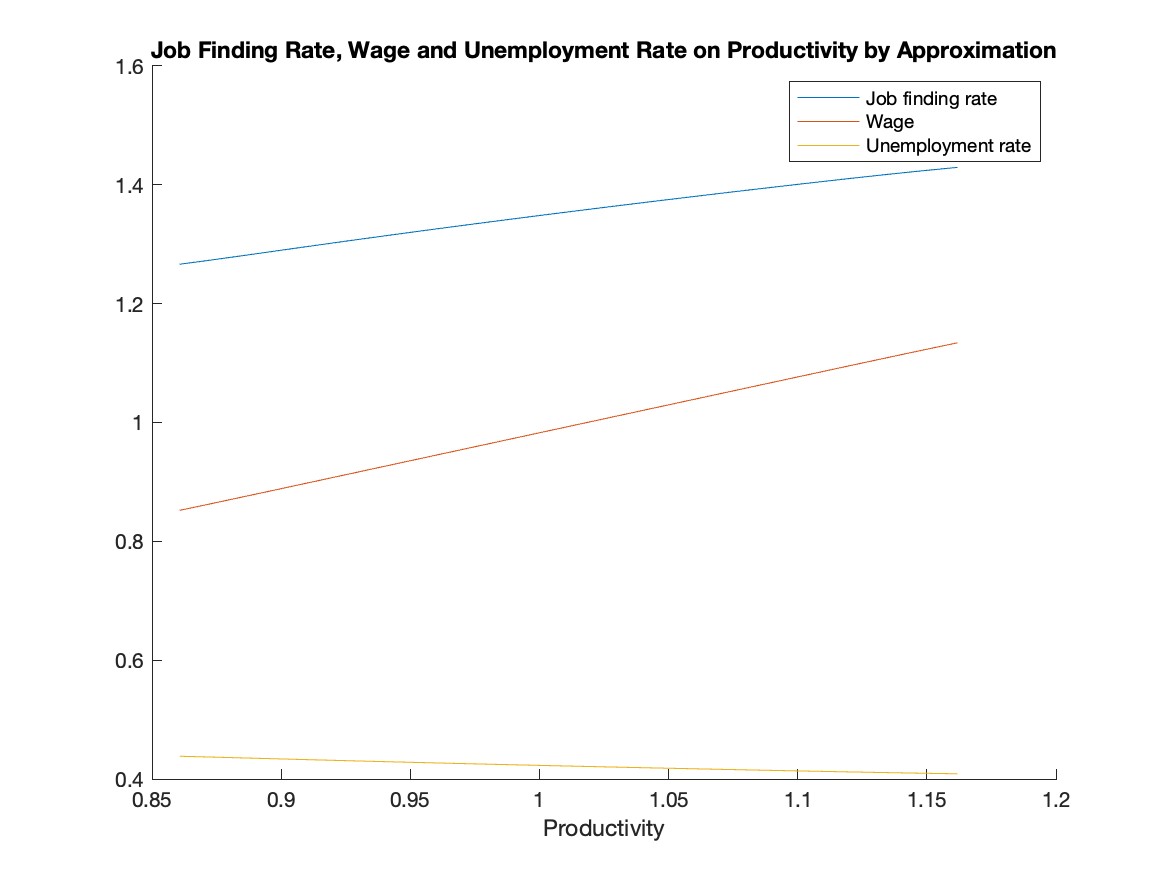 Job Finding Rate, Wage and Unemployment Rate on Productivity by Approximation
1.6
1.4
1.2
1
0.8
0.6
0.4
Job finding rate
Wage
Unemployment rate
0.85 0.9 0.95 1 1.05 1.1 1.15 1.2
Productivity